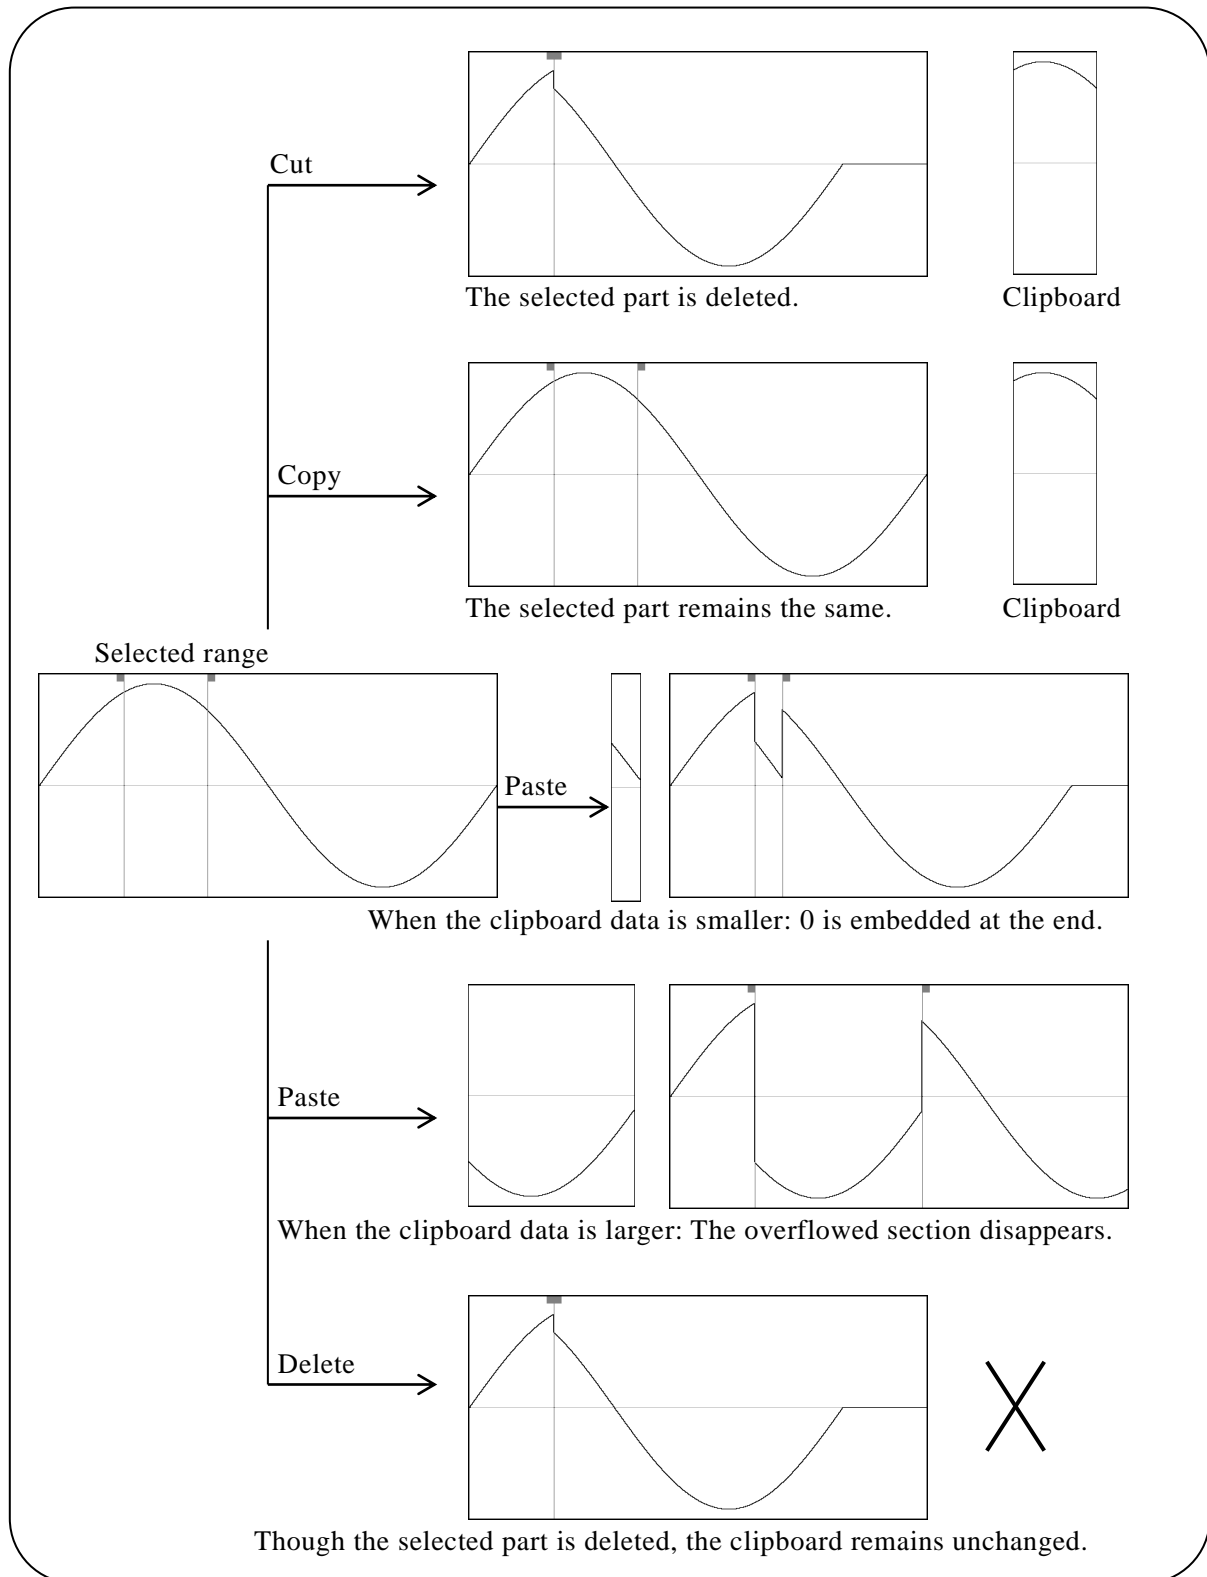 Cut
The selected part is deleted.
Clipboard
Copy
The selected part remains the same.
Clipboard
Selected range
Paste
When the clipboard data is smaller: 0 is embedded at the end.
Paste
When the clipboard data is larger: The overflowed section disappears.
Delete
Though the selected part is deleted, the clipboard remains unchanged.